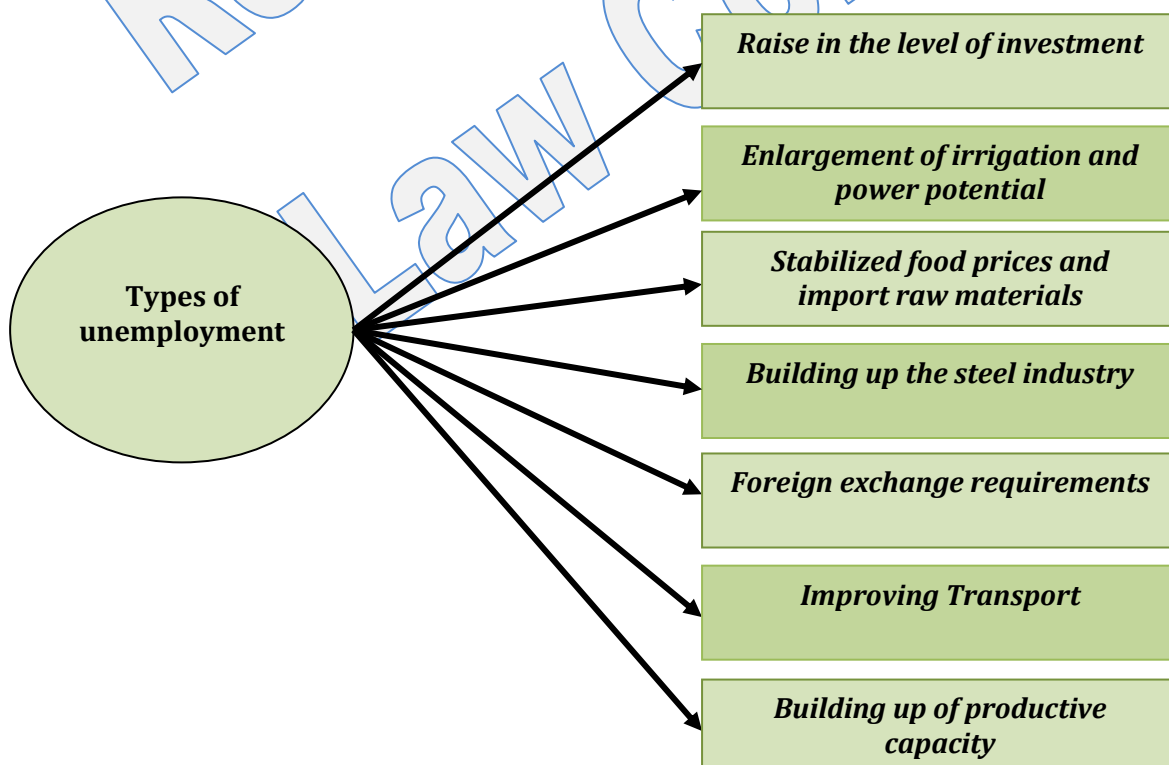 Law
Raise in the level of investment
Enlargement of irrigation and
power potential
Stabilized food prices and
import raw materials
Types of
unemployment
Building up the steel industry
Foreign exchange requirements
Improving Transport
Building up of productive
capacity